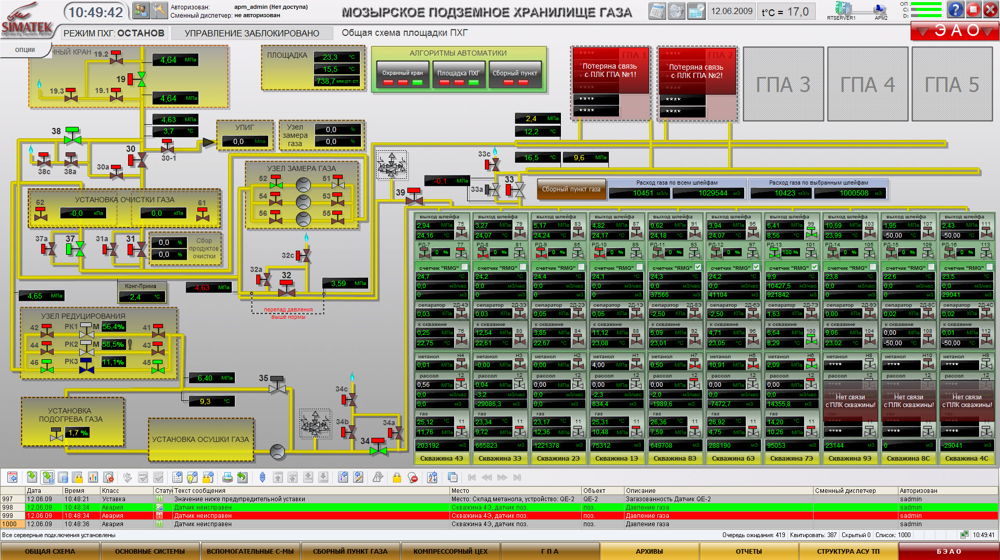 SIMATEK
Engineering Siemens Partner
10:49:42
Авторизован: apm_admin (Нет доступа)
Сменный диспетчер: не авторизован
МОЗЫРСКОЕ ПОДЗЕМНОЕ ХРАНИЛИЩЕ ГАЗА
12.06.2009
t°C = 17,0
RTSERVER1
АРМ2
ОП
C:
D:
РЕЖИМ ПХГ: ОСТАНОВ
УПРАВЛЕНИЕ ЗАБЛОКИРОВАНО
Общая схема площадки ПХГ
ЭАО
опции
ННЫЙ КРАН
19.2
4,64 МПа
19
19.3
19.1
4,64 МПа
4,63 МПа
3,7 °C
ПЛОЩАДКА
23,3 °C
15,5 °C
738,7 мм.рт.ст.
АЛГОРИТМЫ АВТОМАТИКИ
Охранный кран
Площадка ПХГ
Сборный пункт
**** ГПА 1
Потеряна связь
с ПЛК ГПА №1!
****
****
**** ГПА 2
Потеряна связь
с ПЛК ГПА №2!
****
****
ГПА 3
ГПА 4
ГПА 5
38
38с
38а
30
30а
30-1
УПИГ
0,0 Мпа
Узел
замера
газа
0,0 %
0,0 %
2,4 МПа
12,2 °C
16,5 °C
9,6 МПа
33с
33
33а
-0,1 МПа
39
УЗЕЛ ЗАМЕРА ГАЗА
52 51
54 53
56 55
УСТАНОВКА ОЧИСТКИ ГАЗА
62
-0,0 кПа
0,0 кПа
61
37а
37
31а
31
0,0 %
0,0 %
Сбор
продуктов
очистки
32с
32а
32
3,59 МПа
4,63 МПа
перепад давления
выше нормы
Конг-Прима
2,4 °C
4,65 МПа
УЗЕЛ РЕДУЦИРОВАНИЯ
42 РК1 М 56,4% 41
44 РК2 М 58,5% 43
46 РК3 11,1% 45
6,40 МПа
9,3 °C
35
34с
34b
34а
34
УСТАНОВКА
ПОДОГРЕВА ГАЗА
1,7 %
УСТАНОВКА ОСУШКИ ГАЗА
Сборный пункт газа
Расход газа по всем шлейфам
10451 м3/ч
1029544 м3
Расход газа по выбранным шлейфам
10423 м3/ч
1000508 м3
выход шлейфа выход шлейфа выход шлейфа выход шлейфа выход шлейфа выход шлейфа выход шлейфа выход шлейфа выход шлейфа выход шлейфа
2,94 МПа 75 3,27 МПа 79 5,17 МПа 83 4,82 МПа 87 0,62 МПа 91 3,94 МПа 95 6,41 МПа 99 10,69 МПа 103 1,95 МПа 107 2,43 МПа 111
24,16 °C 24,07 °C 24,24 °C 24,17 °C 24,18 °C 24,07 °C 8,56 °C 23,99 °C -50,00 °C -50,00 °C
РД-7 77 РД-8 81 РД-9 85 РД-10 89 РД-11 93 РД-12 97 РД-13 101 РД-14 105 РД-15 109 РД-16 113
0 % 0 % 0 % 0 % 0 % 0 % 100 % 0 % 0 % 0 %
счетчик "RMG" счетчик "RMG" счетчик "RMG" счетчик "RMG" счетчик "RMG" счетчик "RMG" счетчик "RMG" счетчик "RMG" счетчик "RMG" счетчик "RMG"
24,7 °C 24,2 °C 24,4 °C 24,1 °C 24,3 °C 24,2 °C 9,9 °C 23,8 °C 22,6 °C 23,5 °C
0,0 м3/час 0,0 м3/час 0,0 м3/час 0,0 м3/час 0,0 м3/час 0,0 м3/час 10427,5 м3/час 0,0 м3/час 0,0 м3/час 0,0 м3/час
0,0 м3 0,0 м3 0,0 м3 0,0 м3 37566 м3 41104 м3 921842 м3 0,0 м3 0,0 м3 29041 м3
сепаратор 2Д-4Э сепаратор 2Д-3Э сепаратор 2Д-2Э сепаратор 2Д-1Э сепаратор 2Д-8Э сепаратор 2Д-6Э сепаратор 2Д-7Э сепаратор 2Д-9Э сепаратор 2Д-8С сепаратор 2Д-4С
0,03 КПа 0,03 КПа 0,05 КПа 0,05 КПа -2,50 КПа -2,50 КПа 1,63 КПа 0,00 КПа 0,02 КПа 0,02 КПа
к скважине к скважине к скважине к скважине к скважине к скважине к скважине к скважине к скважине к скважине
0,25 МПа 76 12,54 МПа 80 3,85 МПа 84 11,12 МПа 88 5,09 МПа 92 4,71 МПа 96 6,64 МПа 100 9,06 МПа 104 0,00 МПа 108 0,01 МПа 112
22,75 °C 22,61 °C 22,67 °C 23,08 °C 23,01 °C 23,05 °C 8,29 °C 23,02 °C -50,00 °C -50,00 °C
метанол Н4 метанол Н3 метанол Н2 метанол Н1 метанол Н7 метанол Н5 метанол Н6 метанол Н8 метанол Н10 метанол Н9
0,01 МПа -0,00 МПа 0,00 МПа 4,00 МПа 0,50 МПа 10,91 МПа 2,09 МПа **** **** ****
рассол 12 рассол 12 рассол 12 рассол 12 рассол 12 рассол 12 рассол 12 рассол 12 рассол 12 рассол 12
0,56 МПа 0,04 МПа 0,00 МПа 0,00 МПа 0,00 МПа 0,00 МПа 0,00 МПа **** **** ****
0,0 м3/час -3,2 м3/час 0,0 м3/час -2,3 м3/час -2,0 м3/час 0,0 м3/час 0,0 м3/час Нет связи Нет связи Нет связи
0,0 м3 -29086,3 м3 0,0 м3 834,4 м3 -1989,6 м3 -7472,7 м3 14355,8 м3 с ПЛК скважины! с ПЛК скважины! с ПЛК скважины!
газ газ газ газ газ газ газ
25,12 °C 11 23,34 °C 11 23,17 °C 11 25,31 °C 11 26,36 °C 11 26,92 °C 11 14,20 °C 11 **** 11 **** 11 **** 11
11,76 МПа 9,72 МПа 12,36 МПа 10,48 МПа 7,59 МПа 4,75 МПа 10,26 МПа **** **** ****
203192 м3 665823 м3 1221378 м3 75312 м3 649708 м3 288190 м3 95053 м3 23144 м3 0 м3 -29041 м3
Скважина 4Э Скважина 3Э Скважина 2Э Скважина 1Э Скважина 8Э Скважина 6Э Скважина 7Э Скважина 9Э Скважина 8С Скважина 4С
Дата Время Класс Стату Текст сообщения Место Объект Описание Сменный диспетчер Авторизован
997 12.06.09 10:48:21 Уставка Значение ниже предупредительной уставки Место: Склад метанола, устройство: QE-2 QE-2 Загазованность Датчик QE-2 sadmin
998 12.06.09 10:48:34 Авария Датчик неисправен Скважина 4Э, датчик поз. поз. Давление газа sadmin
999 12.06.09 10:48:34 Авария Датчик неисправен Скважина 4Э, датчик поз. поз. Давление газа sadmin
1000 12.06.09 10:48:36 Авария Датчик неисправен Скважина 4Э, датчик поз. поз. Давление газа sadmin
Все серверные подключения установлены
Очередь ожидания: 419 Квитировать: 387 Скрытый 0 Список: 1000 10:49:41
ОБЩАЯ СХЕМА
ОСНОВНЫЕ СИСТЕМЫ
ВСПОМОГАТЕЛЬНЫЕ С-МЫ
СБОРНЫЙ ПУНКТ ГАЗА
КОМПРЕССОРНЫЙ ЦЕХ
Г П А
АРХИВЫ
ОТЧЕТЫ
СТРУКТУРА АСУ ТП
Б Э А О